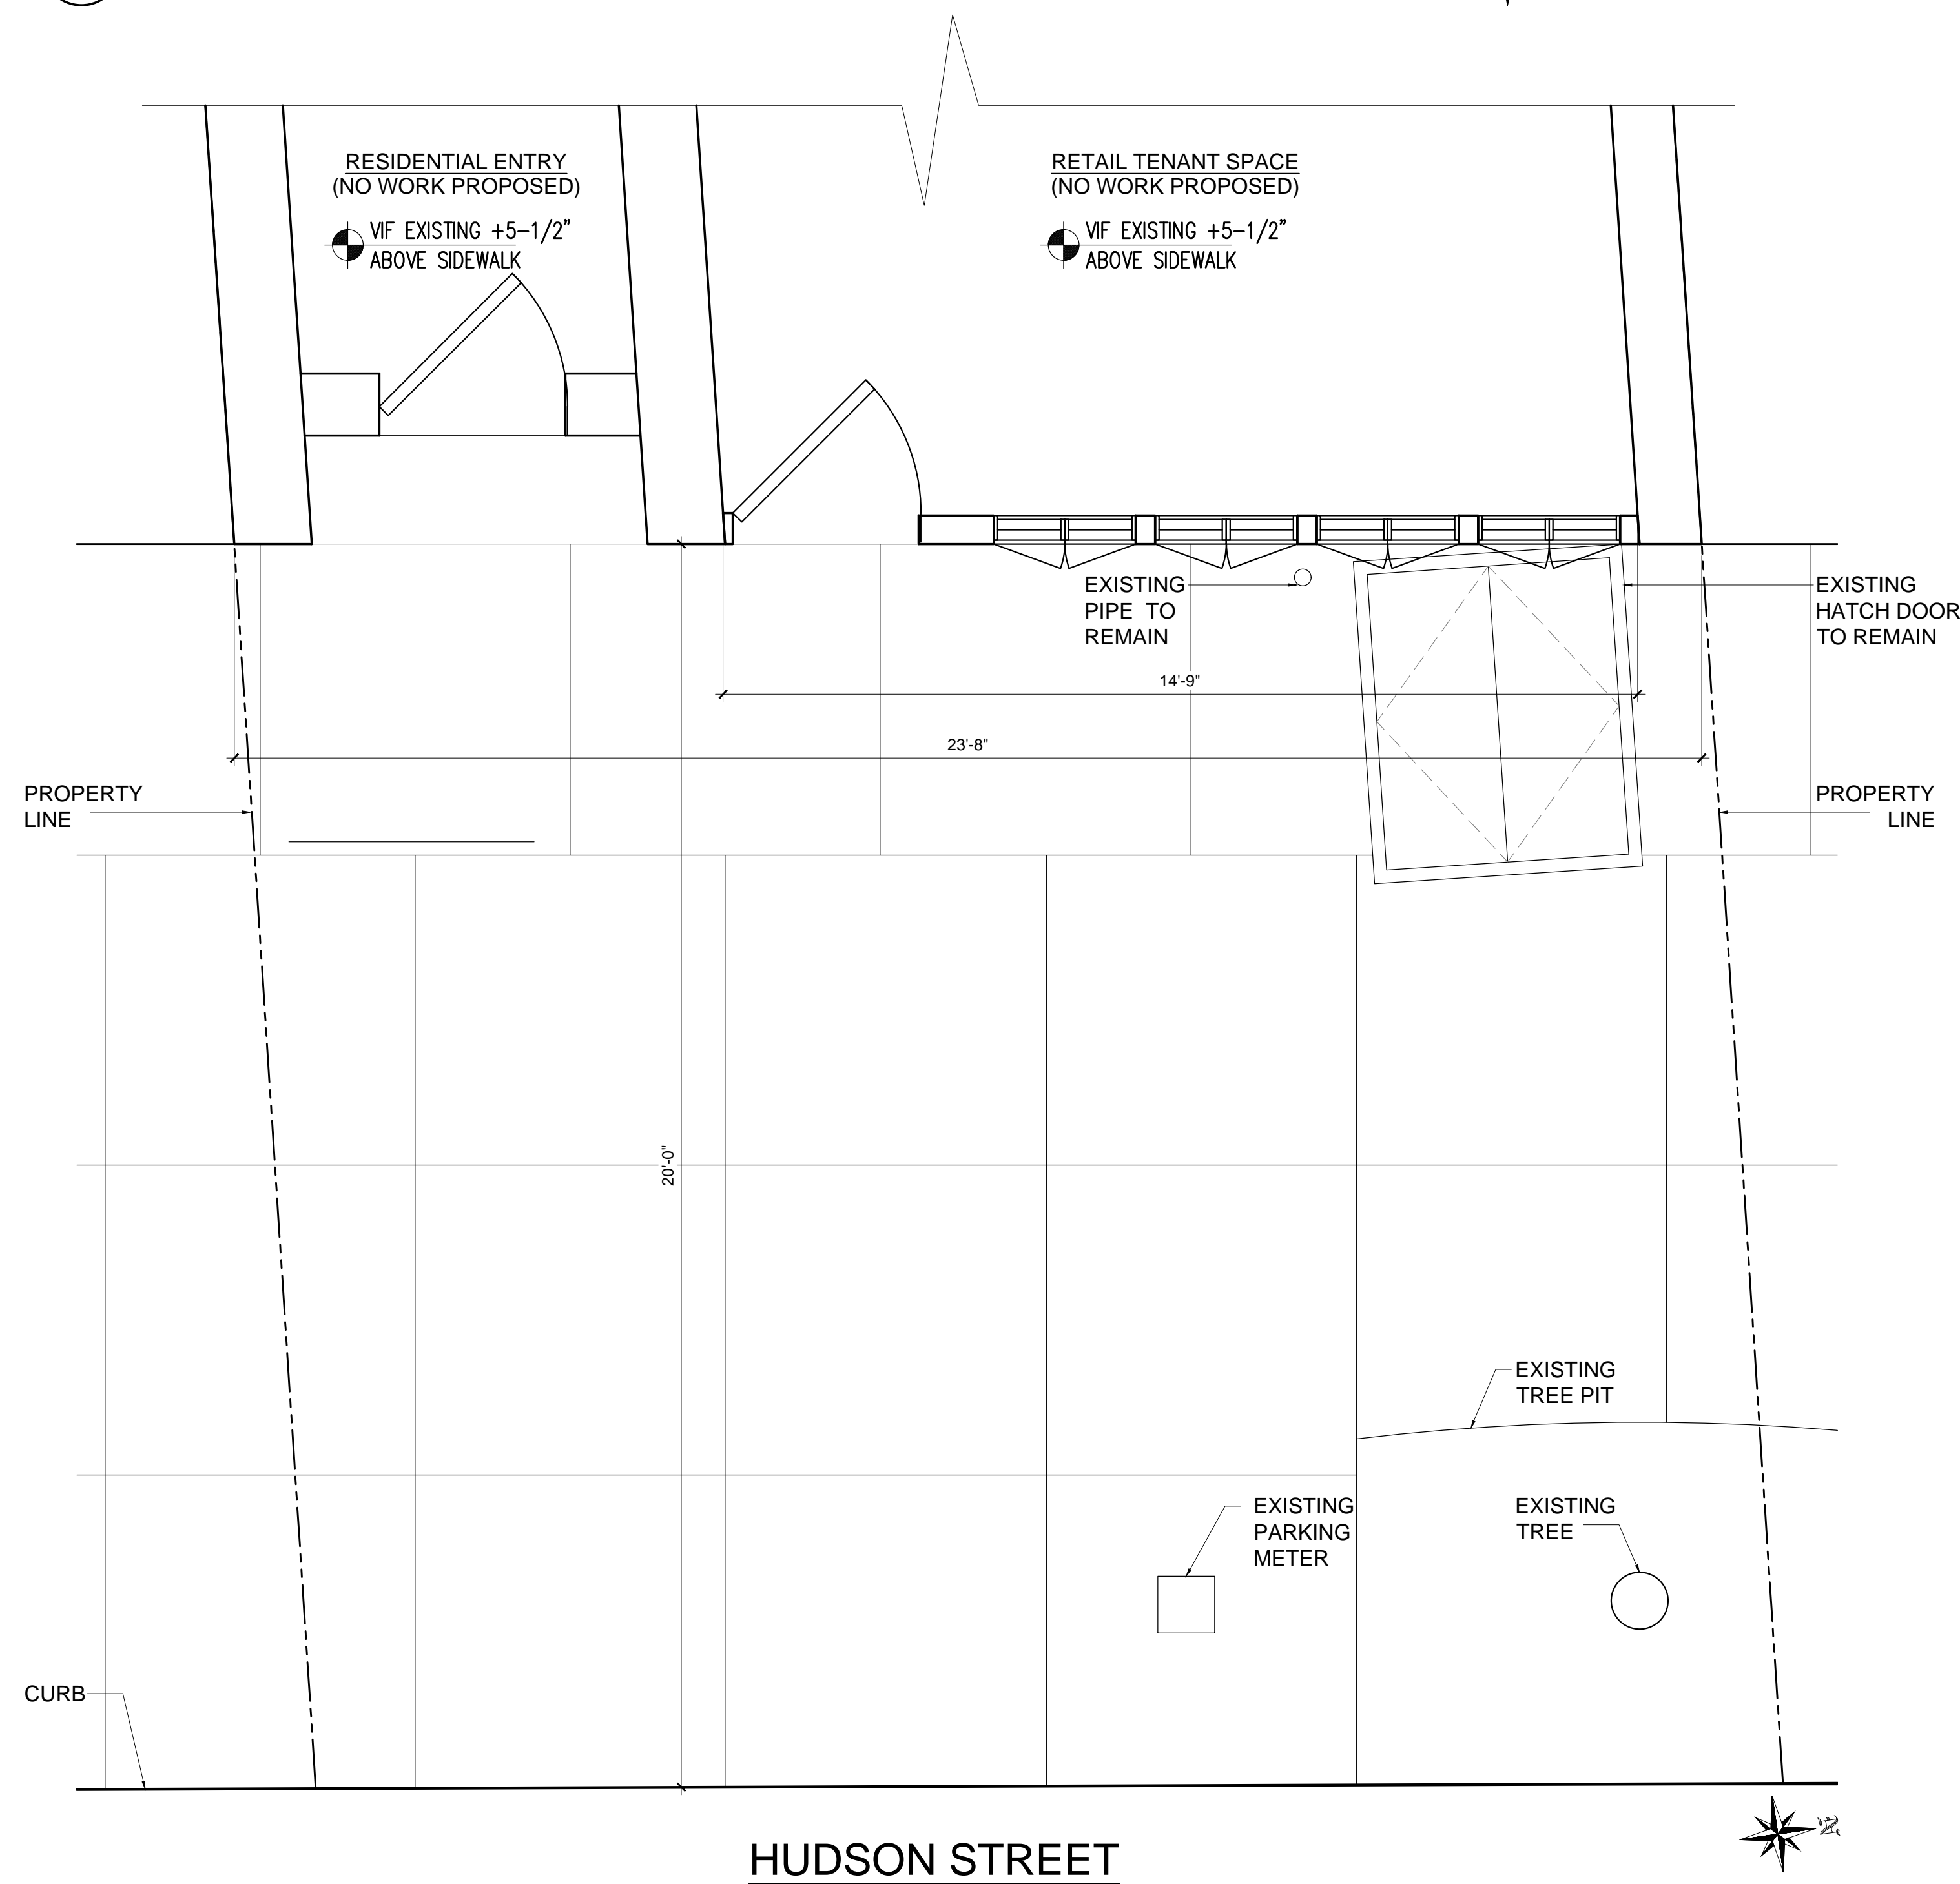 RESIDENTIAL ENTRY
(NO WORK PROPOSED)
VIF EXISTING +5-1/2"
ABOVE SIDEWALK
RETAIL TENANT SPACE
(NO WORK PROPOSED)
VIF EXISTING +5-1/2"
ABOVE SIDEWALK
EXISTING
PIPE TO
REMAIN
EXISTING
HATCH DOOR
TO REMAIN
14'-9"
23'-8"
PROPERTY
LINE
PROPERTY
LINE
20'-0"
EXISTING
TREE PIT
EXISTING
PARKING
METER
EXISTING
TREE
CURB
HUDSON STREET
N